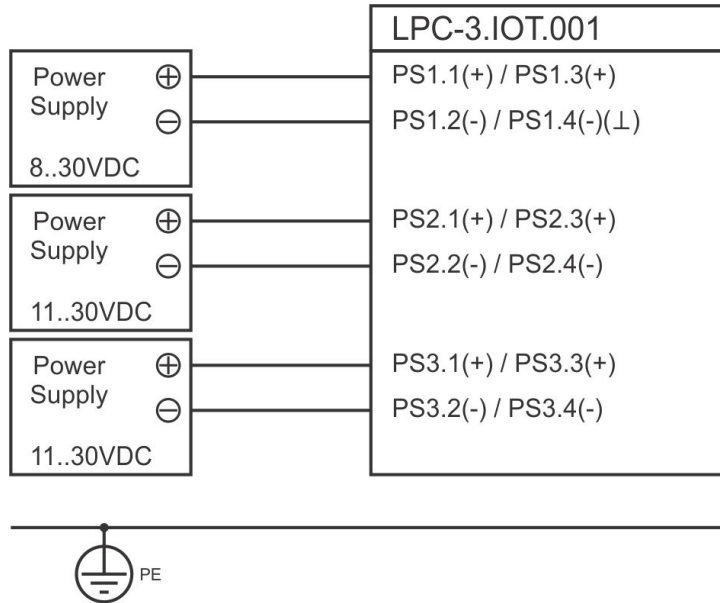 LPC-3.IOT.001
Power
Supply
8..30VDC
PS1.1(+) / PS1.3(+)
PS1.2(-) / PS1.4(-)(⊥)
Power
Supply
11..30VDC
PS2.1(+) / PS2.3(+)
PS2.2(-) / PS2.4(-)
Power
Supply
11..30VDC
PS3.1(+) / PS3.3(+)
PS3.2(-) / PS3.4(-)
PE